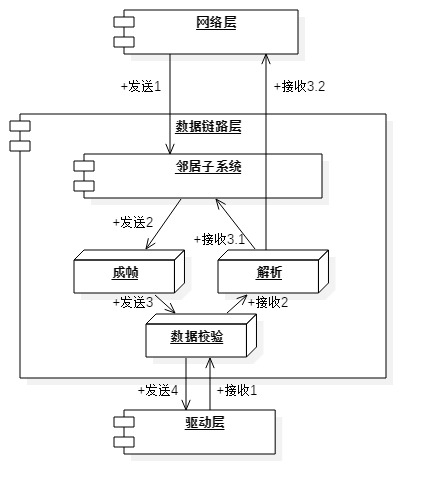 网络层
+发送1
+接收3.2
数据链路层
邻居子系统
+发送2
+接收3.1
成帧
解析
+发送3
+接收2
数据校验
+发送4
+接收1
驱动层